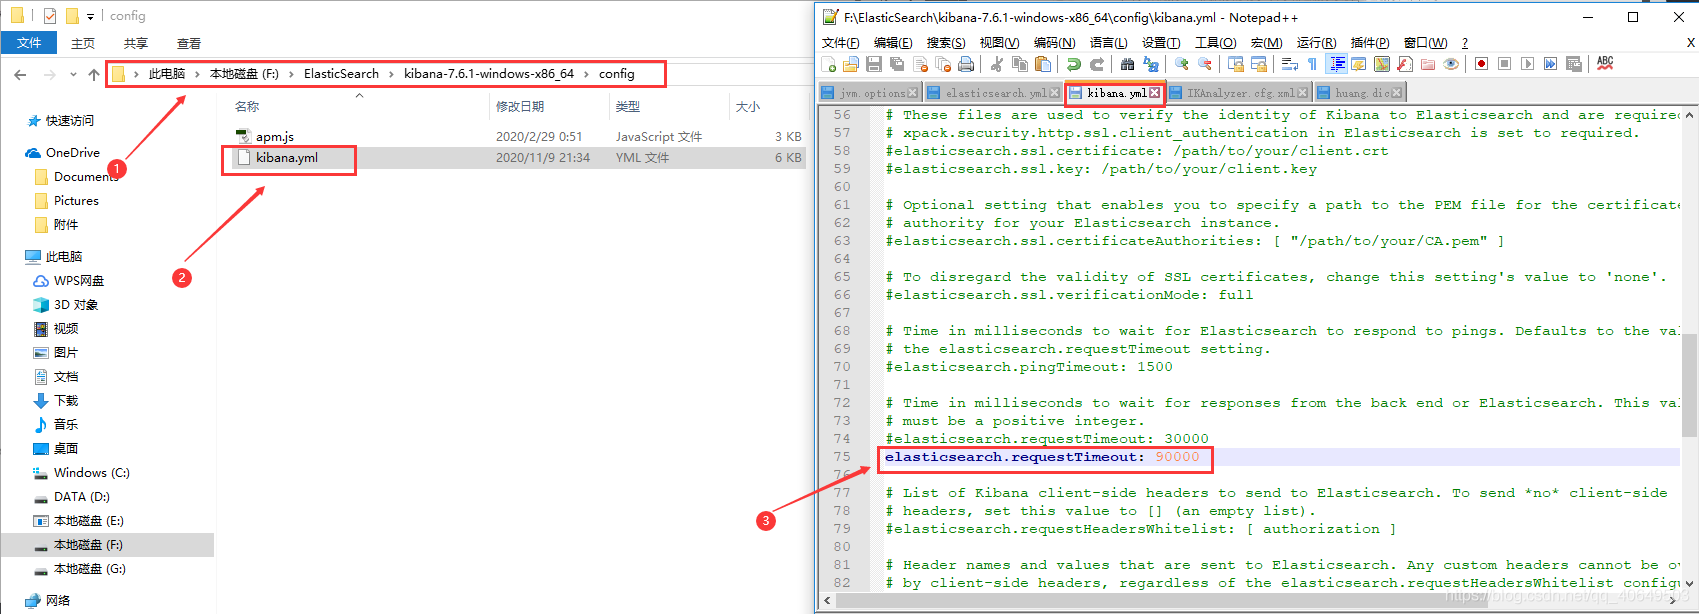 config
文件 主页 共享 查看
此电脑 › 本地磁盘 (F:) › ElasticSearch › kibana-7.6.1-windows-x86_64 › config
名称 修改日期 类型 大小
apm.js 2020/2/29 0:51 JavaScript 文件 3 KB
kibana.yml 2020/11/9 21:34 YML 文件 6 KB
快速访问
OneDrive
Documents
Pictures
附件
此电脑
WPS网盘
3D 对象
视频
图片
文档
下载
音乐
桌面
Windows (C:)
DATA (D:)
本地磁盘 (E:)
本地磁盘 (F:)
本地磁盘 (G:)
网络
1
2
3
F:\ElasticSearch\kibana-7.6.1-windows-x86_64\config\kibana.yml - Notepad++
文件(F) 编辑(E) 搜索(S) 视图(V) 编码(N) 语言(L) 设置(T) 工具(O) 宏(M) 运行(R) 插件(P) 窗口(W) ? X
ABC
jvm.options elasticsearch.yml kibana.yml IKAnalyzer.cfg.xml huang.dic
56 # These files are used to verify the identity of Kibana to Elasticsearch and are require
57 # xpack.security.http.ssl.client_authentication in Elasticsearch is set to required.
58 #elasticsearch.ssl.certificate: /path/to/your/client.crt
59 #elasticsearch.ssl.key: /path/to/your/client.key
60
61 # Optional setting that enables you to specify a path to the PEM file for the certificate
62 # authority for your Elasticsearch instance.
63 #elasticsearch.ssl.certificateAuthorities: [ "/path/to/your/CA.pem" ]
64
65 # To disregard the validity of SSL certificates, change this setting's value to 'none'.
66 #elasticsearch.ssl.verificationMode: full
67
68 # Time in milliseconds to wait for Elasticsearch to respond to pings. Defaults to the val
69 # the elasticsearch.requestTimeout setting.
70 #elasticsearch.pingTimeout: 1500
71
72 # Time in milliseconds to wait for responses from the back end or Elasticsearch. This val
73 # must be a positive integer.
74 #elasticsearch.requestTimeout: 30000
75 elasticsearch.requestTimeout: 90000
76
77 # List of Kibana client-side headers to send to Elasticsearch. To send *no* client-side
78 # headers, set this value to [] (an empty list).
79 #elasticsearch.requestHeadersWhitelist: [ authorization ]
80
81 # Header names and values that are sent to Elasticsearch. Any custom headers cannot be ov
82 # by client-side headers, regardless of the elasticsearch.requestHeadersWhitelist configu